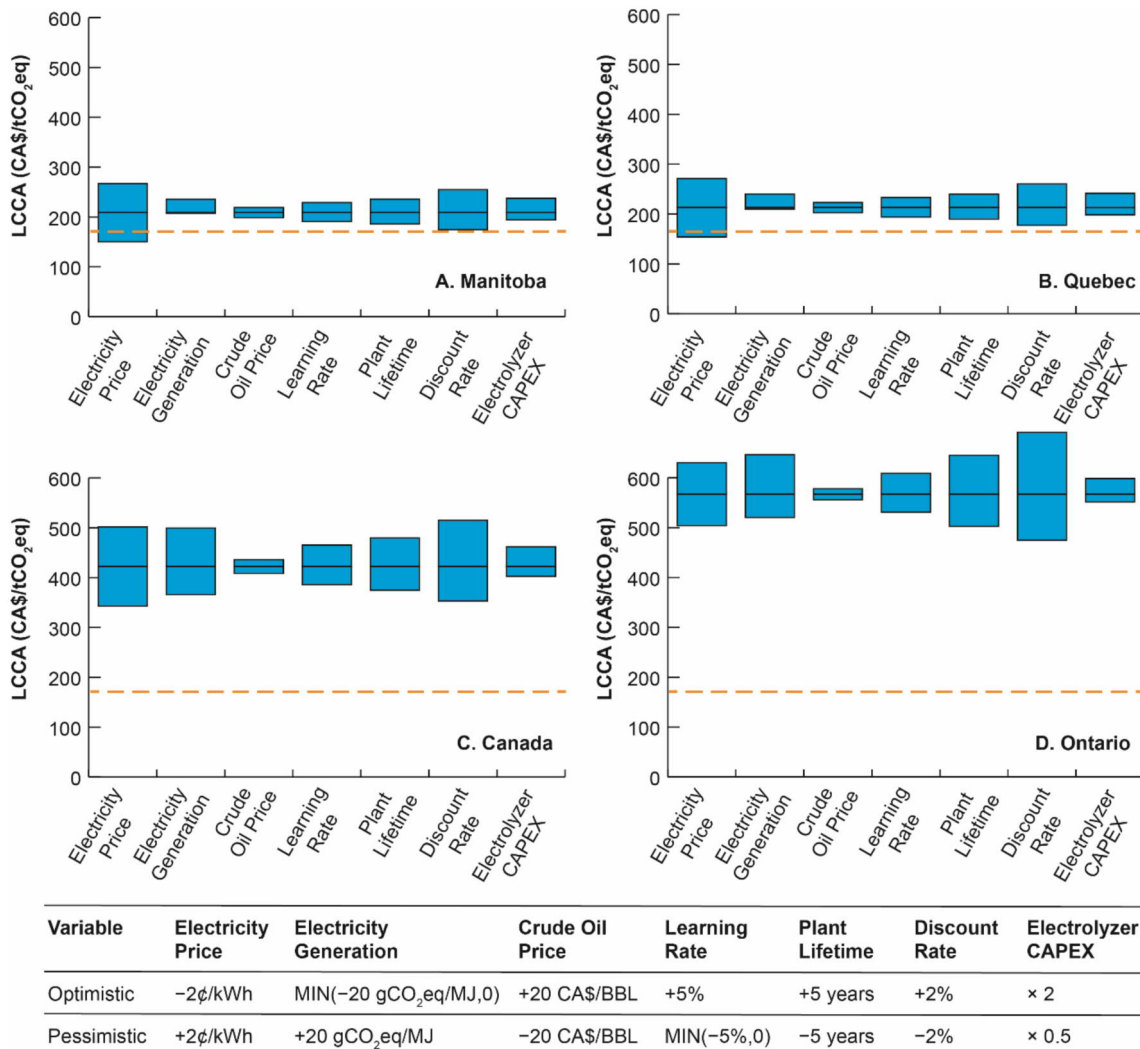 LCCA (CA$/tCO2eq)
600
500
400
300
200
100
0
A. Manitoba
Electricity Price
Electricity Generation
Crude Oil Price
Learning Rate
Plant Lifetime
Discount Rate
Electrolyzer CAPEX
LCCA (CA$/tCO2eq)
600
500
400
300
200
100
0
B. Quebec
Electricity Price
Electricity Generation
Crude Oil Price
Learning Rate
Plant Lifetime
Discount Rate
Electrolyzer CAPEX
LCCA (CA$/tCO2eq)
600
500
400
300
200
100
0
C. Canada
Electricity Price
Electricity Generation
Crude Oil Price
Learning Rate
Plant Lifetime
Discount Rate
Electrolyzer CAPEX
LCCA (CA$/tCO2eq)
600
500
400
300
200
100
0
D. Ontario
Electricity Price
Electricity Generation
Crude Oil Price
Learning Rate
Plant Lifetime
Discount Rate
Electrolyzer CAPEX
Variable Electricity Price Electricity Generation Crude Oil Price Learning Rate Plant Lifetime Discount Rate Electrolyzer CAPEX
Optimistic −2¢/kWh MIN(−20 gCO2eq/MJ,0) +20 CA$/BBL +5% +5 years +2% × 2
Pessimistic +2¢/kWh +20 gCO2eq/MJ −20 CA$/BBL MIN(−5%,0) −5 years −2% × 0.5